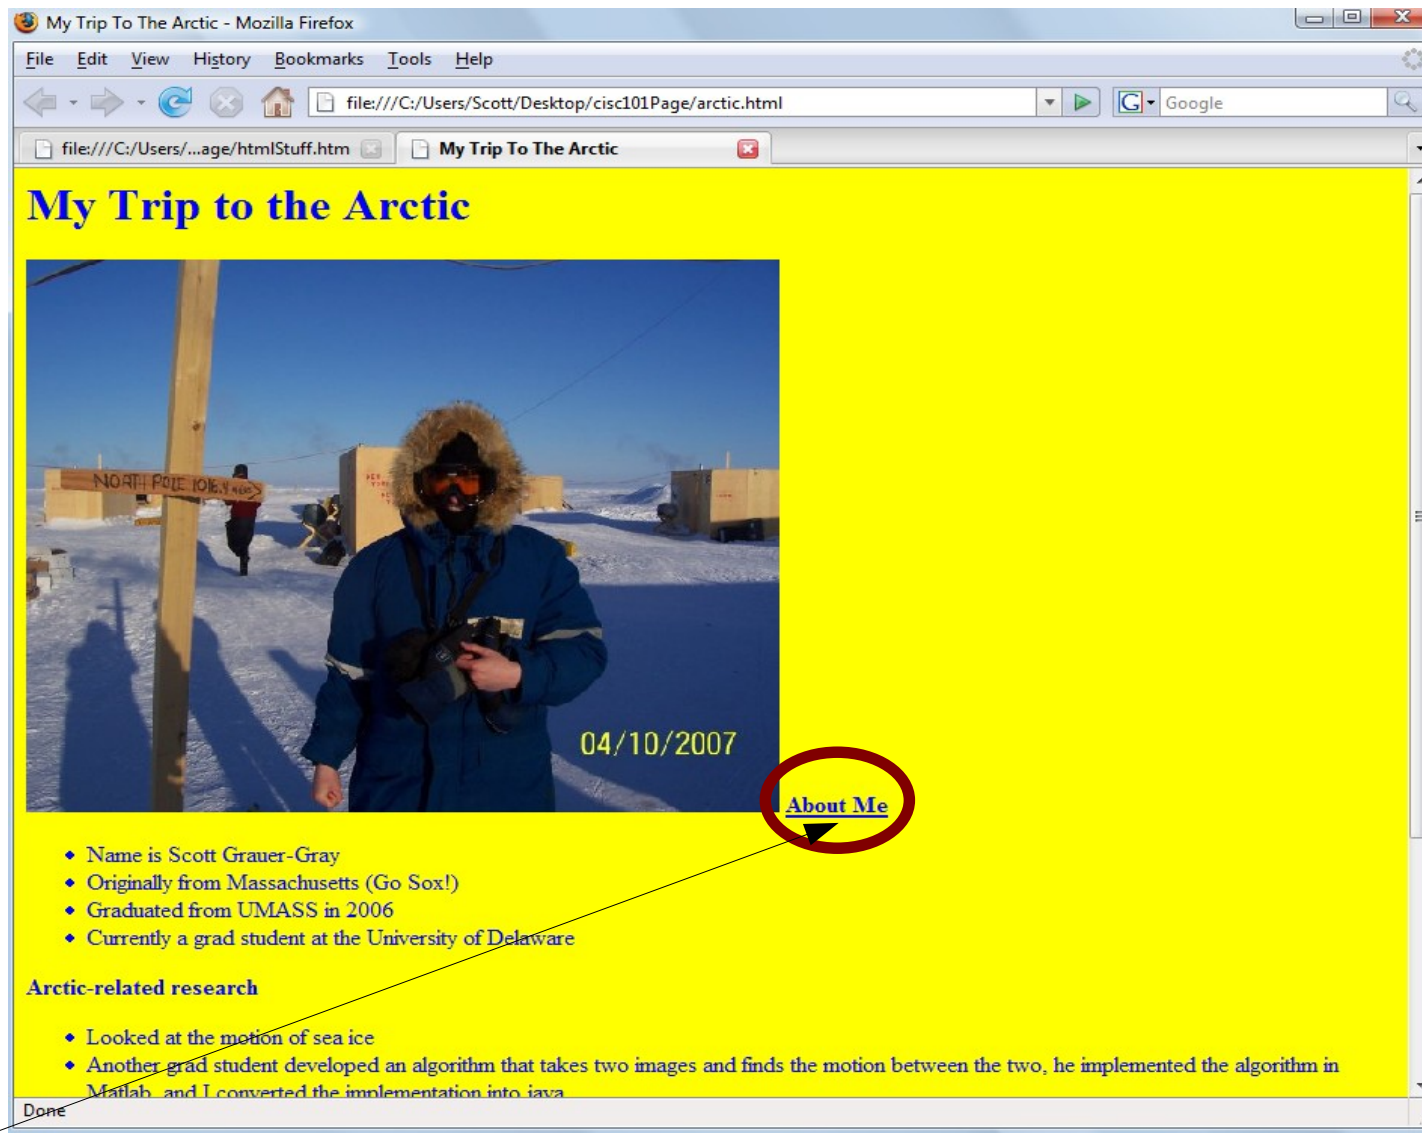 My Trip To The Arctic - Mozilla Firefox
File Edit View History Bookmarks Tools Help
file:///C:/Users/Scott/Desktop/cisc101Page/arctic.html
G Google
file:///C:/Users/...age/htmlStuff.htm
My Trip To The Arctic
My Trip to the Arctic
NORTH POLE 1016.4
04/10/2007
About Me
Name is Scott Grauer-Gray
Originally from Massachusetts (Go Sox!)
Graduated from UMASS in 2006
Currently a grad student at the University of Delaware
Arctic-related research
Looked at the motion of sea ice
Another grad student developed an algorithm that takes two images and finds the motion between the two, he implemented the algorithm in
Matlab, and I converted the implementation into java
Done